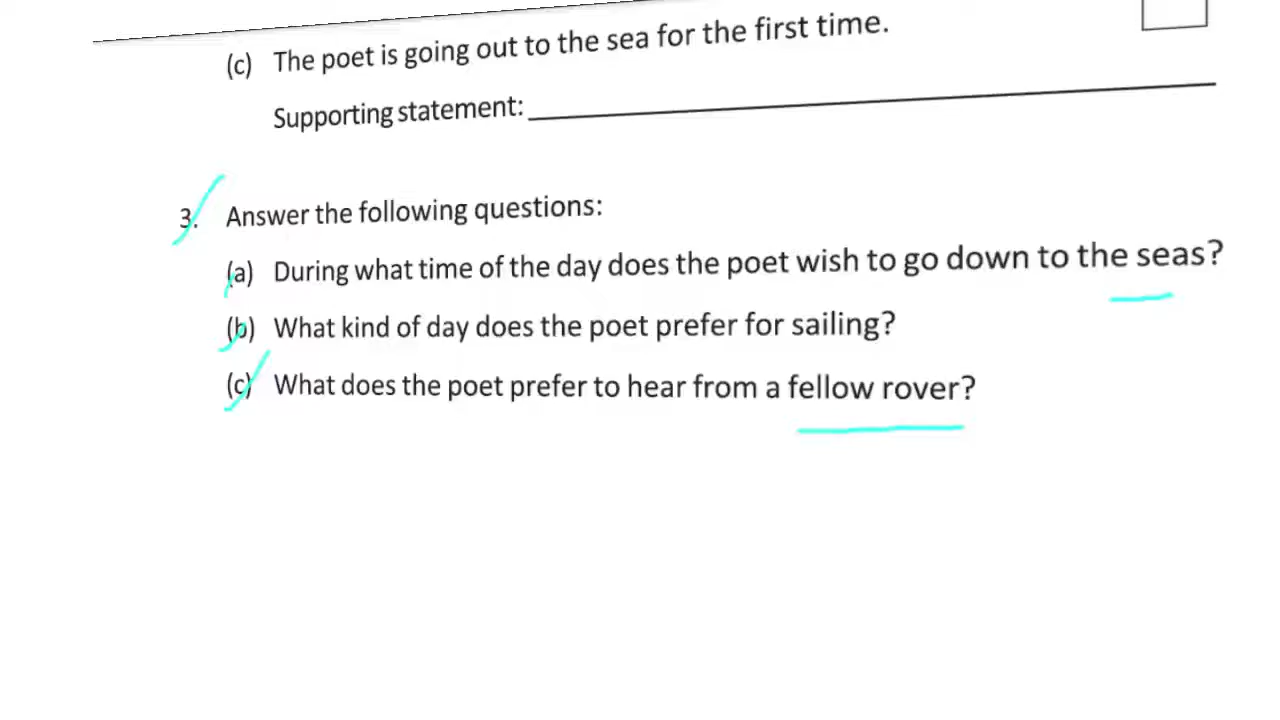 (c) The poet is going out to the sea for the first time.
Supporting statement:
3. Answer the following questions:
(a) During what time of the day does the poet wish to go down to the seas?
(b) What kind of day does the poet prefer for sailing?
(c) What does the poet prefer to hear from a fellow rover?